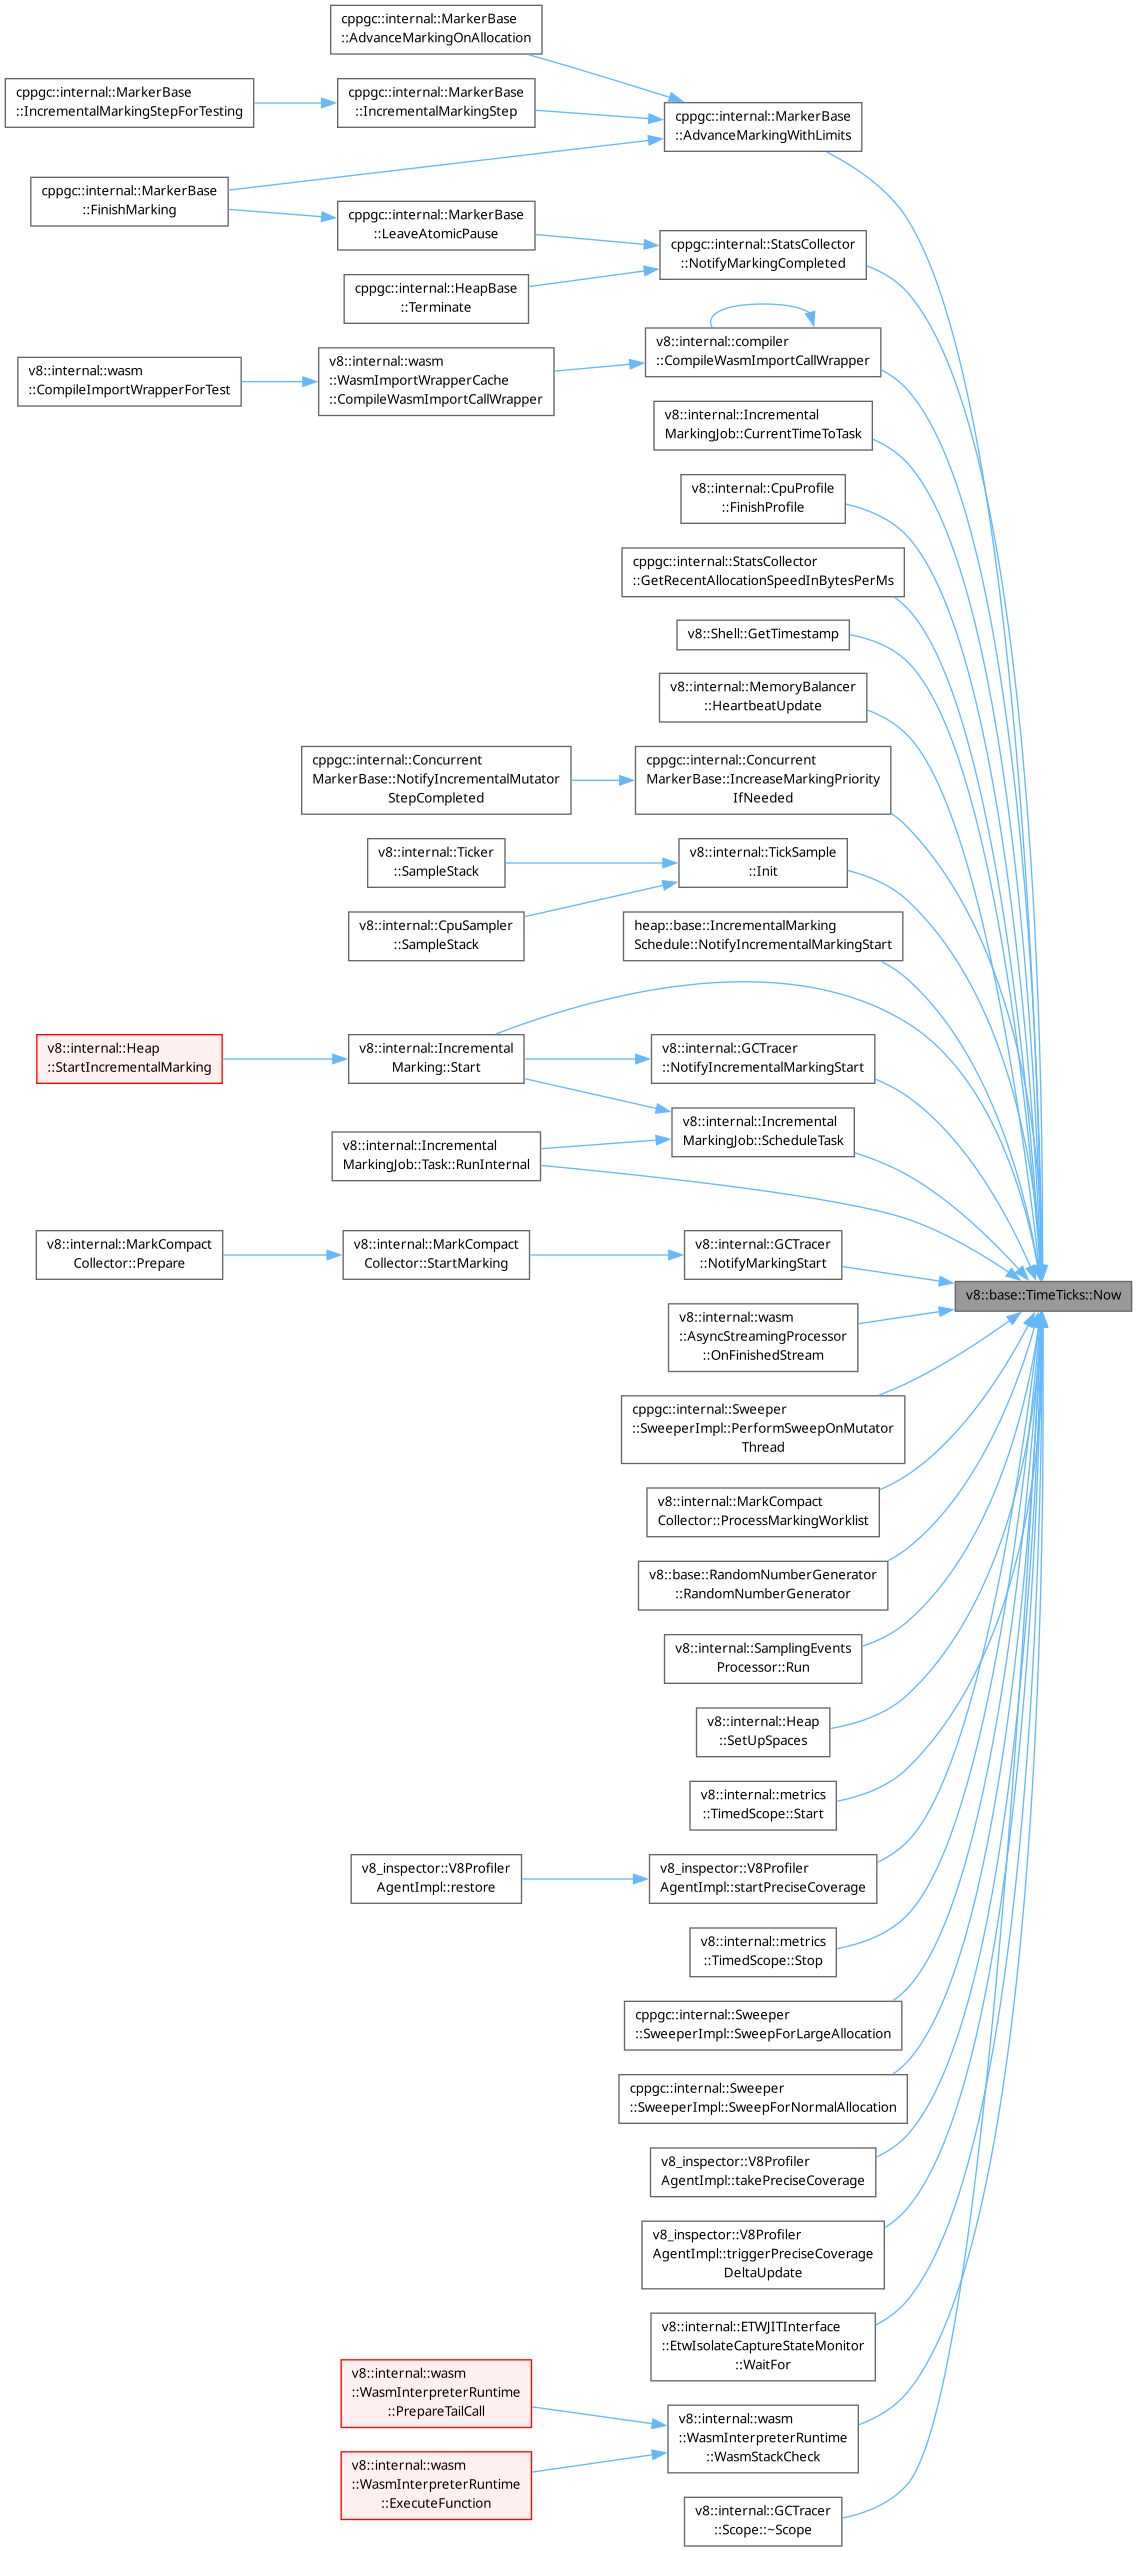 cppgc::internal::MarkerBase
::AdvanceMarkingOnAllocation
cppgc::internal::MarkerBase
::IncrementalMarkingStepForTesting
cppgc::internal::MarkerBase
::IncrementalMarkingStep
cppgc::internal::MarkerBase
::AdvanceMarkingWithLimits
cppgc::internal::MarkerBase
::FinishMarking
cppgc::internal::MarkerBase
::LeaveAtomicPause
cppgc::internal::StatsCollector
::NotifyMarkingCompleted
cppgc::internal::HeapBase
::Terminate
v8::internal::compiler
::CompileWasmImportCallWrapper
v8::internal::wasm
::CompileImportWrapperForTest
v8::internal::wasm
::WasmImportWrapperCache
::CompileWasmImportCallWrapper
v8::internal::Incremental
MarkingJob::CurrentTimeToTask
v8::internal::CpuProfile
::FinishProfile
cppgc::internal::StatsCollector
::GetRecentAllocationSpeedInBytesPerMs
v8::Shell::GetTimestamp
v8::internal::MemoryBalancer
::HeartbeatUpdate
cppgc::internal::Concurrent
MarkerBase::NotifyIncrementalMutator
StepCompleted
cppgc::internal::Concurrent
MarkerBase::IncreaseMarkingPriority
IfNeeded
v8::internal::Ticker
::SampleStack
v8::internal::TickSample
::Init
v8::internal::CpuSampler
::SampleStack
heap::base::IncrementalMarking
Schedule::NotifyIncrementalMarkingStart
v8::internal::Heap
::StartIncrementalMarking
v8::internal::Incremental
Marking::Start
v8::internal::GCTracer
::NotifyIncrementalMarkingStart
v8::internal::Incremental
MarkingJob::ScheduleTask
v8::internal::Incremental
MarkingJob::Task::RunInternal
v8::internal::MarkCompact
Collector::Prepare
v8::internal::MarkCompact
Collector::StartMarking
v8::internal::GCTracer
::NotifyMarkingStart
v8::base::TimeTicks::Now
v8::internal::wasm
::AsyncStreamingProcessor
::OnFinishedStream
cppgc::internal::Sweeper
::SweeperImpl::PerformSweepOnMutator
Thread
v8::internal::MarkCompact
Collector::ProcessMarkingWorklist
v8::base::RandomNumberGenerator
::RandomNumberGenerator
v8::internal::SamplingEvents
Processor::Run
v8::internal::Heap
::SetUpSpaces
v8::internal::metrics
::TimedScope::Start
v8_inspector::V8Profiler
AgentImpl::restore
v8_inspector::V8Profiler
AgentImpl::startPreciseCoverage
v8::internal::metrics
::TimedScope::Stop
cppgc::internal::Sweeper
::SweeperImpl::SweepForLargeAllocation
cppgc::internal::Sweeper
::SweeperImpl::SweepForNormalAllocation
v8_inspector::V8Profiler
AgentImpl::takePreciseCoverage
v8_inspector::V8Profiler
AgentImpl::triggerPreciseCoverage
DeltaUpdate
v8::internal::ETWJITInterface
::EtwIsolateCaptureStateMonitor
::WaitFor
v8::internal::wasm
::WasmInterpreterRuntime
::PrepareTailCall
v8::internal::wasm
::WasmInterpreterRuntime
::WasmStackCheck
v8::internal::wasm
::WasmInterpreterRuntime
::ExecuteFunction
v8::internal::GCTracer
::Scope::~Scope